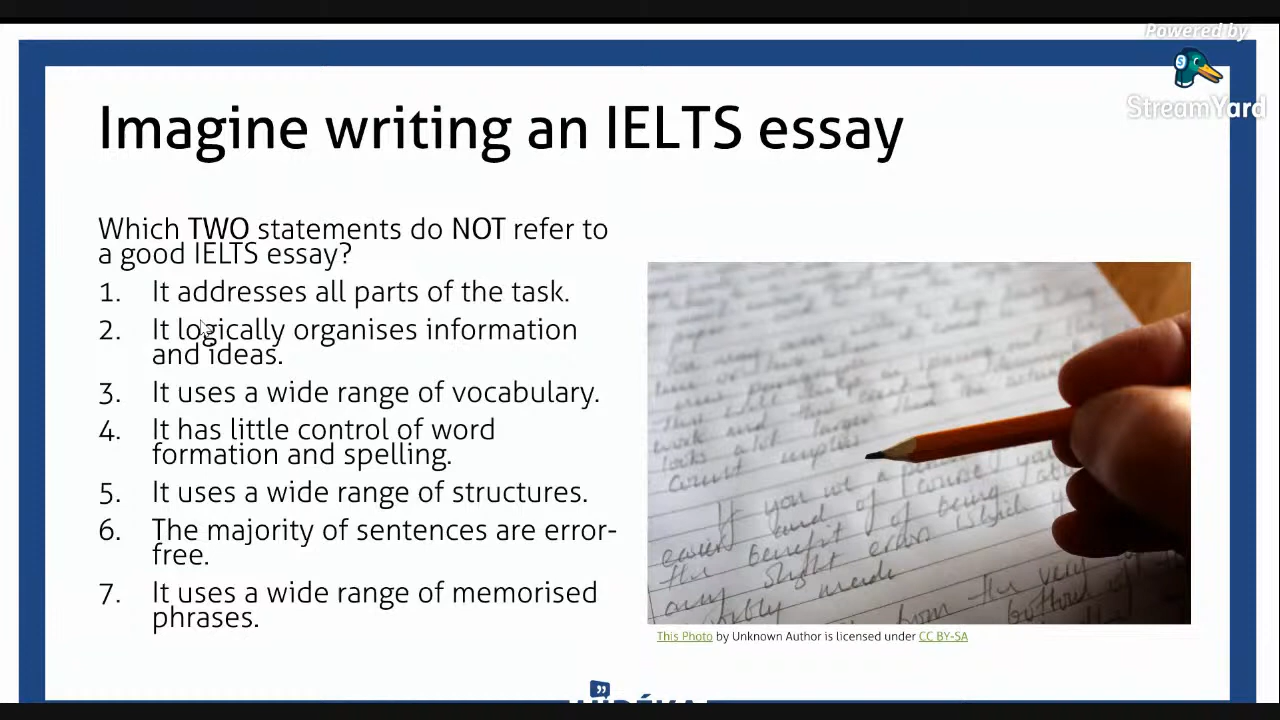 Powered by
StreamYard
Imagine writing an IELTS essay
Which TWO statements do NOT refer to
a good IELTS essay?
1. It addresses all parts of the task.
2. It logically organises information
and ideas.
3. It uses a wide range of vocabulary.
4. It has little control of word
formation and spelling.
5. It uses a wide range of structures.
6. The majority of sentences are error-
free.
7. It uses a wide range of memorised
phrases.
If you are a
This Photo by Unknown Author is licensed under CC BY-SA